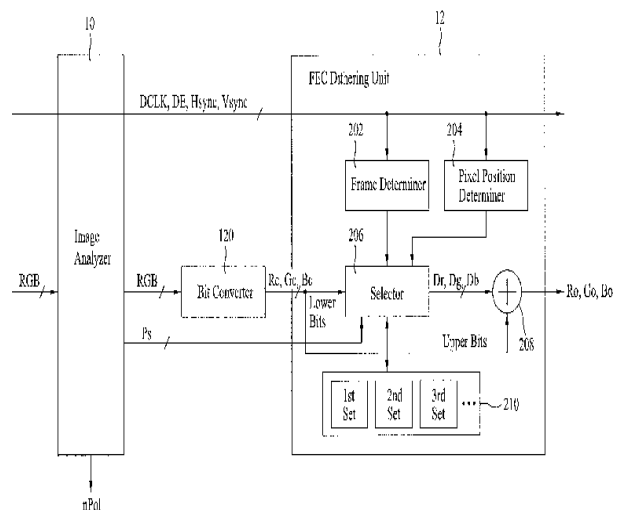 10
12
FEC Dithering Unit
DCLK, DE, Hsync, Vsync
202
204
Frame Determiner
Pixel Position
Determiner
Image
Analyzer
120
206
RGB
RGB
Bit Converter
Rc, Gc, Bc
Lower
Bits
Selector
Dr, Dg, Db
Ro, Go, Bo
208
Ps
Upper Bits
1st
Set
2nd
Set
3rd
Set
210
nPol